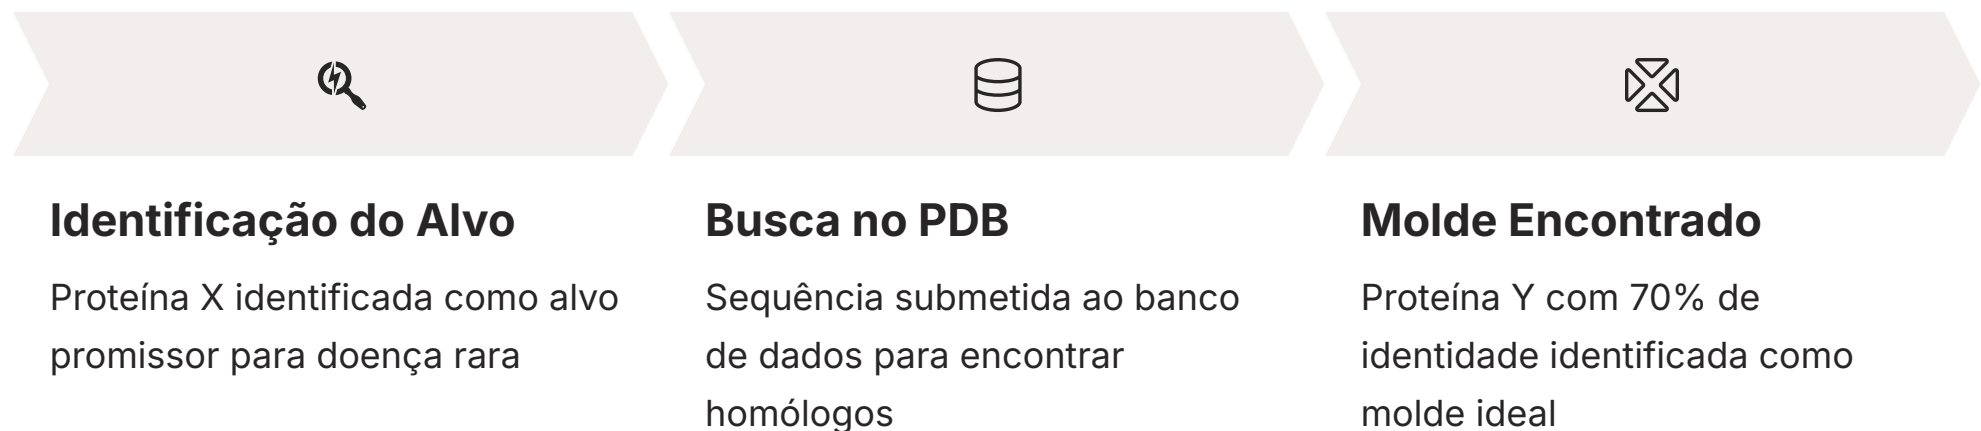 Identificação do Alvo
Proteína X identificada como alvo
promissor para doença rara
Busca no PDB
Sequência submetida ao banco
de dados para encontrar
homólogos
Molde Encontrado
Proteína Y com 70% de
identidade identificada como
molde ideal